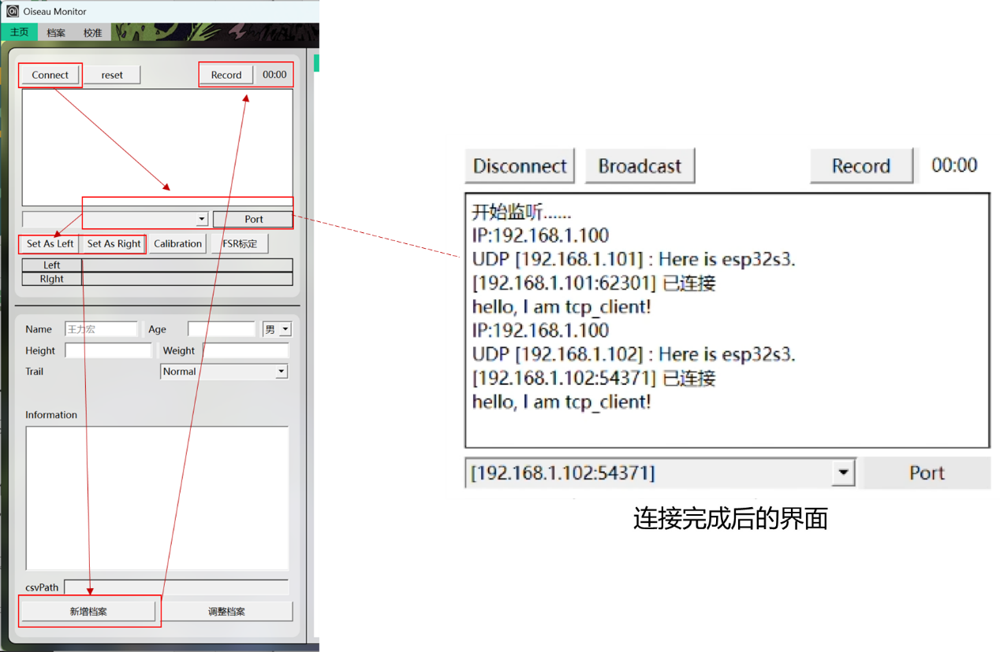 Oiseau Monitor
主页 档案 校准
Connect reset Record 00:00
Port
Set As Left Set As Right Calibration FSR标定
Left
RIght
Name 王力宏 Age 男
Height Weight
Trail Normal
Information
csvPath
新增档案 调整档案
Disconnect Broadcast Record 00:00
开始监听......
IP:192.168.1.100
UDP [192.168.1.101] : Here is esp32s3.
[192.168.1.101:62301] 已连接
hello, I am tcp_client!
IP:192.168.1.100
UDP [192.168.1.102] : Here is esp32s3.
[192.168.1.102:54371] 已连接
hello, I am tcp_client!
[192.168.1.102:54371] Port
连接完成后的界面